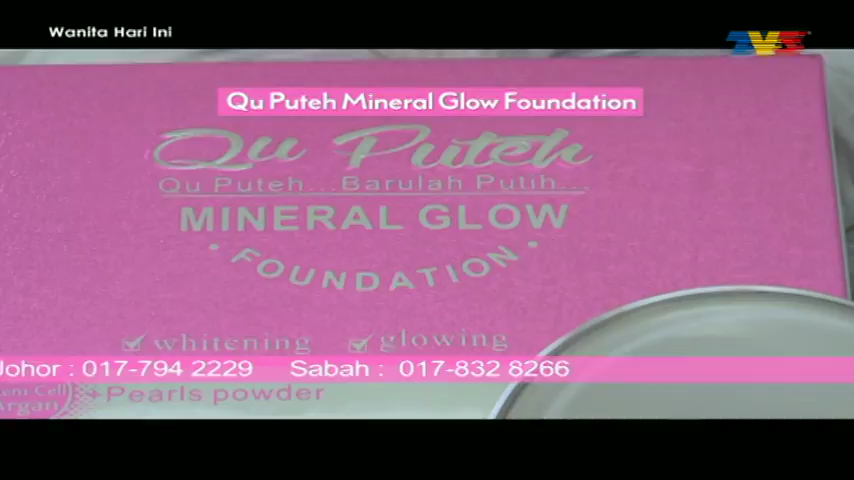 Wanita Hari Ini
TV3
Qu Puteh Mineral Glow Foundation
Qu Puteh
Qu Puteh...Barulah Putih...
MINERAL GLOW
• FOUNDATION •
whitening glowing
Johor : 017-794 2229 Sabah : 017-832 8266
Cell
Argan
+Pearls powder